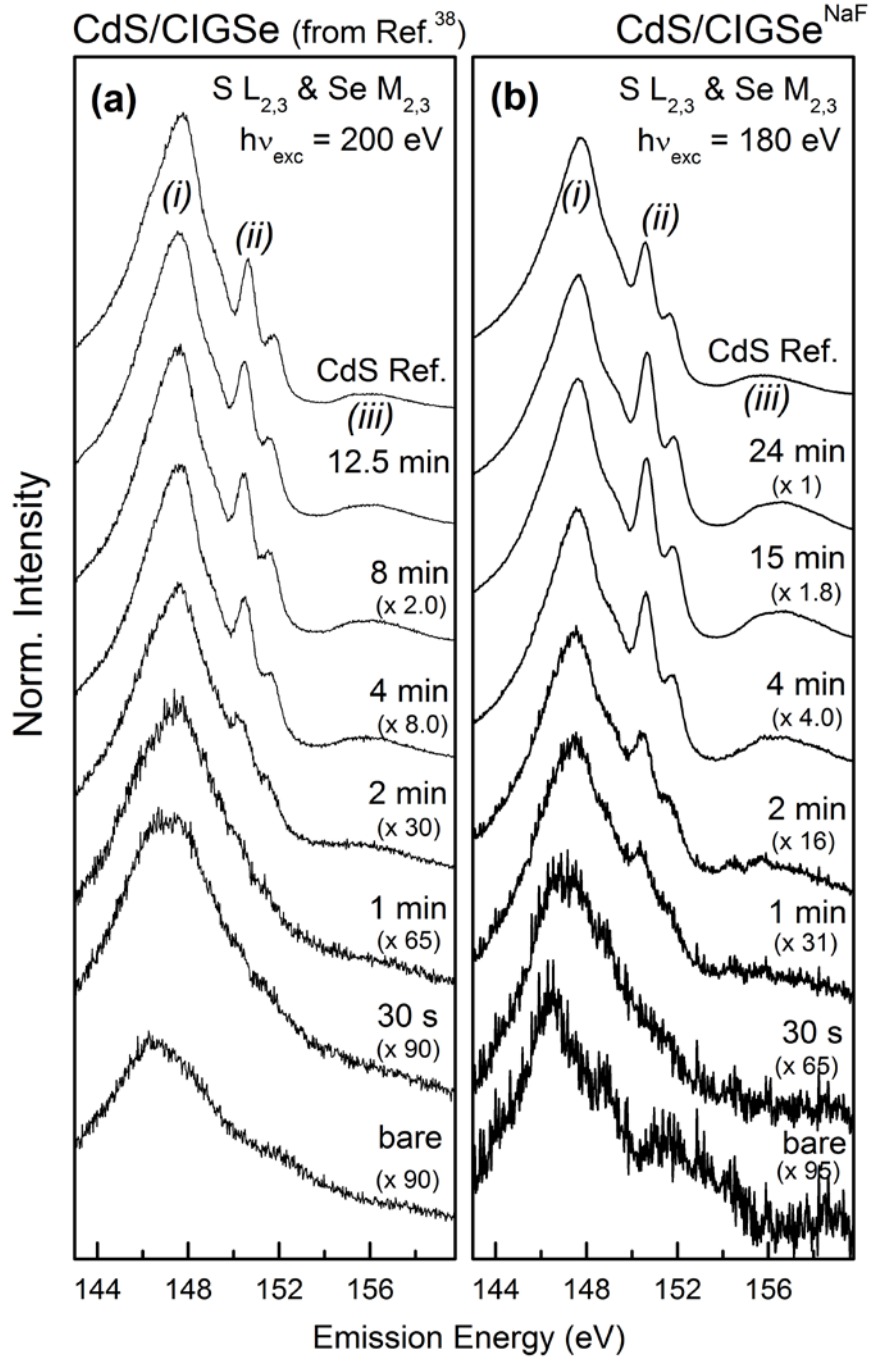 CdS/CIGSe (from Ref.³⁸)
CdS/CIGSe^NaF
(a)
S L₂,₃ & Se M₂,₃
hν_exc = 200 eV
(i)
(ii)
CdS Ref.
(iii)
12.5 min
8 min
(x 2.0)
4 min
(x 8.0)
2 min
(x 30)
1 min
(x 65)
30 s
(x 90)
bare
(x 90)
(b)
S L₂,₃ & Se M₂,₃
hν_exc = 180 eV
(i)
(ii)
CdS Ref.
(iii)
24 min
(x 1)
15 min
(x 1.8)
4 min
(x 4.0)
2 min
(x 16)
1 min
(x 31)
30 s
(x 65)
bare
(x 95)
Norm. Intensity
144 148 152 156
144 148 152 156
Emission Energy (eV)